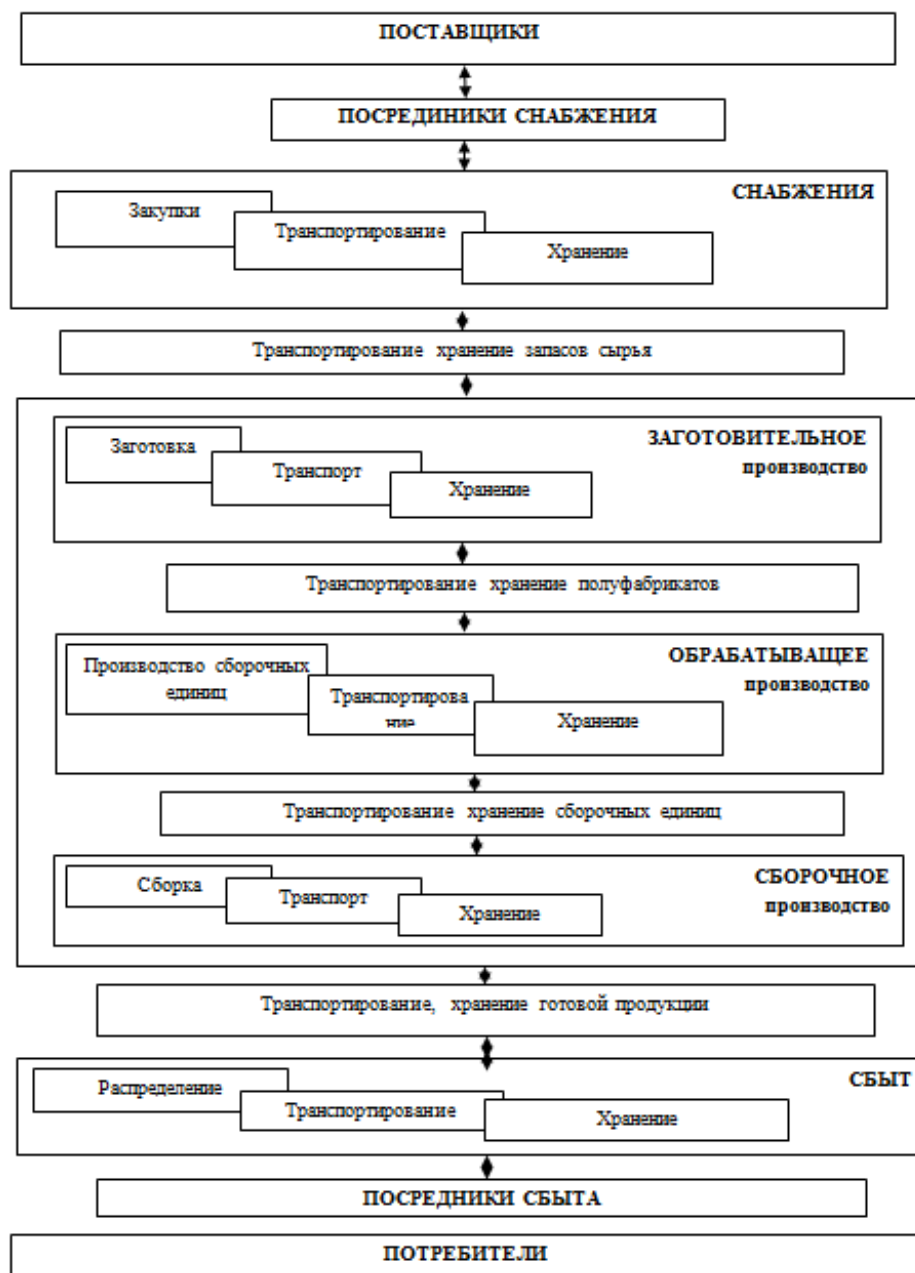 ПОСТАВЩИКИ
ПОСРЕДИНИКИ СНАБЖЕНИЯ
СНАБЖЕНИЯ
Закупки
Транспортирование
Хранение
Транспортирование хранение запасов сырья
ЗАГОТОВИТЕЛЬНОЕ
производство
Заготовка
Транспорт
Хранение
Транспортирование хранение полуфабрикатов
ОБРАБАТЫВАЩЕЕ
производство
Производство сборочных
единиц
Транспортирова
ние
Хранение
Транспортирование хранение сборочных единиц
СБОРОЧНОЕ
производство
Сборка
Транспорт
Хранение
Транспортирование, хранение готовой продукции
СБЫТ
Распределение
Транспортирование
Хранение
ПОСРЕДНИКИ СБЫТА
ПОТРЕБИТЕЛИ